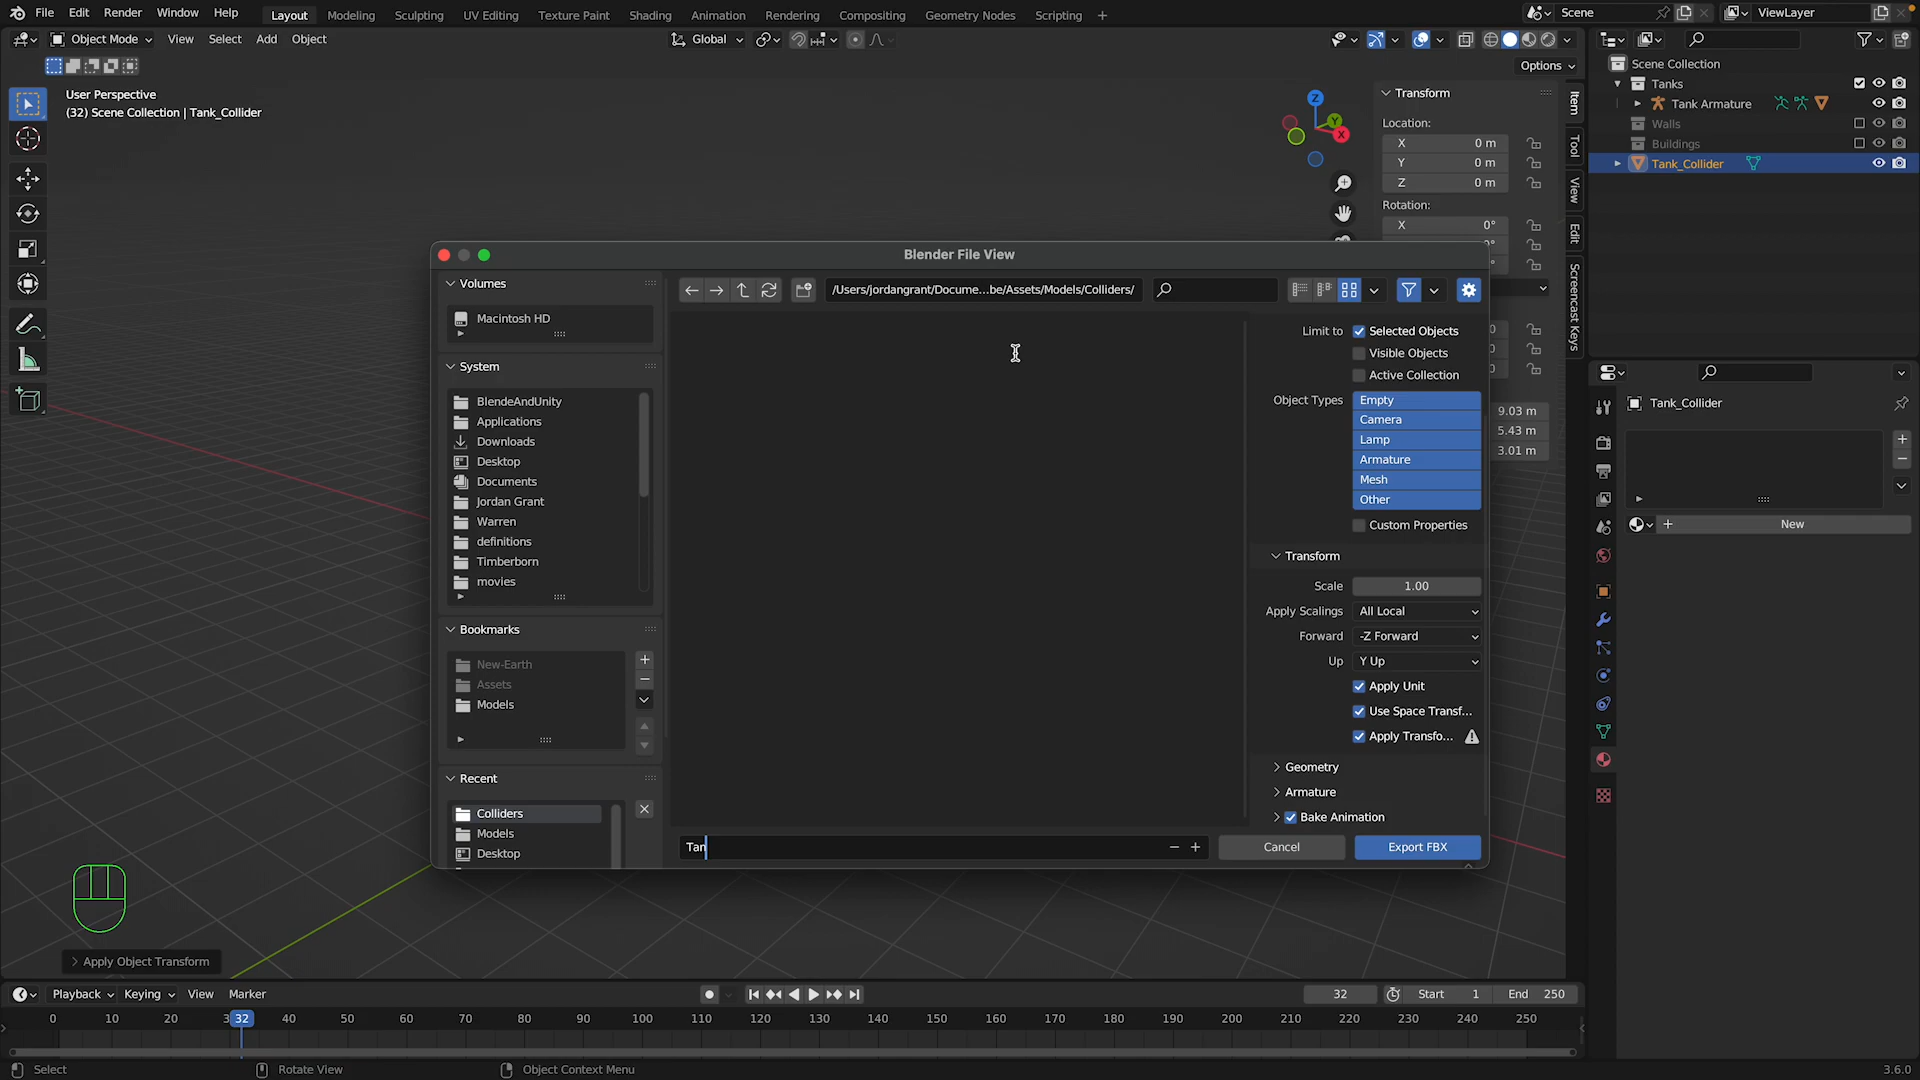 File Edit Render Window Help Layout Modeling Sculpting UV Editing Texture Paint Shading Animation Rendering Compositing Geometry Nodes Scripting + Scene ViewLayer
Object Mode View Select Add Object Global
Options
User Perspective
(32) Scene Collection | Tank_Collider
Z
Y
X
Transform
Location:
X 0 m
Y 0 m
Z 0 m
Rotation:
X 0°
Item
Tool
View
Edit
Screencast Keys
9.03 m
5.43 m
3.01 m
Scene Collection
Tanks
Tank Armature
Walls
Buildings
Tank_Collider
Tank_Collider
New
Blender File View
Volumes
Macintosh HD
System
BlendeAndUnity
Applications
Downloads
Desktop
Documents
Jordan Grant
Warren
definitions
Timberborn
movies
Bookmarks
New-Earth
Assets
Models
Recent
Colliders
Models
Desktop
/Users/jordangrant/Docume...be/Assets/Models/Colliders/
Limit to Selected Objects
Visible Objects
Active Collection
Object Types Empty
Camera
Lamp
Armature
Mesh
Other
Custom Properties
Transform
Scale 1.00
Apply Scalings All Local
Forward -Z Forward
Up Y Up
Apply Unit
Use Space Transf...
Apply Transfo...
Geometry
Armature
Bake Animation
Tan
Cancel
Export FBX
Apply Object Transform
Playback Keying View Marker 32 Start 1 End 250
0 10 20 3 32 40 50 60 70 80 90 100 110 120 130 140 150 160 170 180 190 200 210 220 230 240 250
Select Rotate View Object Context Menu 3.6.0